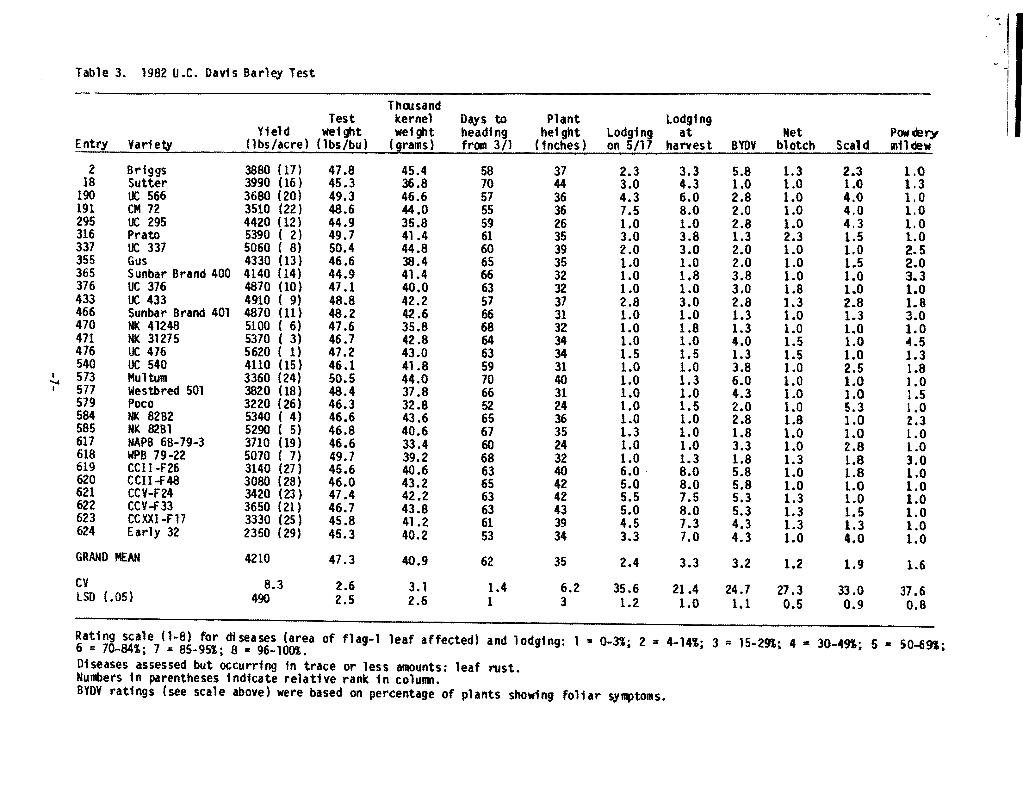 Table 3. 1982 U.C. Davis Barley Test
Thousand
Test kernel Days to Plant Lodging
Yield weight weight heading height Lodging at Net Powdery
Entry Variety (lbs/acre) (lbs/bu) (grams) from 3/1 (inches) on 5/17 harvest BYDV blotch Scald mildew
2 Briggs 3880 (17) 47.8 45.4 58 37 2.3 3.3 5.8 1.3 2.3 1.0
18 Sutter 3990 (16) 45.3 36.8 70 44 3.0 4.3 1.0 1.0 1.0 1.3
190 UC 566 3680 (20) 49.3 46.6 57 36 4.3 6.0 2.8 1.0 4.0 1.0
191 CM 72 3510 (22) 48.6 44.0 55 36 7.5 8.0 2.0 1.0 4.0 1.0
295 UC 295 4420 (12) 44.9 35.8 59 26 1.0 1.0 2.8 1.0 4.3 1.0
316 Prato 5390 ( 2) 49.7 41.4 61 35 3.0 3.8 1.3 2.3 1.5 1.0
337 UC 337 5060 ( 8) 50.4 44.8 60 39 2.0 3.0 2.0 1.0 1.0 2.5
355 Gus 4330 (13) 46.6 38.4 65 35 1.0 1.0 2.0 1.0 1.5 2.0
365 Sunbar Brand 400 4140 (14) 44.9 41.4 66 32 1.0 1.8 3.8 1.0 1.0 3.3
376 UC 376 4870 (10) 47.1 40.0 63 32 1.0 1.0 3.0 1.8 1.0 1.0
433 UC 433 4910 ( 9) 48.8 42.2 57 37 2.8 3.0 2.8 1.3 2.8 1.8
466 Sunbar Brand 401 4870 (11) 48.2 42.6 66 31 1.0 1.0 1.3 1.0 1.3 3.0
470 NK 41248 5100 ( 6) 47.6 35.8 68 32 1.0 1.8 1.3 1.0 1.0 1.0
471 NK 31275 5370 ( 3) 46.7 42.8 64 34 1.0 1.0 4.0 1.5 1.0 4.5
476 UC 476 5620 ( 1) 47.2 43.0 63 34 1.5 1.5 1.3 1.5 1.0 1.3
540 UC 540 4110 (15) 46.1 41.8 59 31 1.0 1.0 3.8 1.0 2.5 1.8
573 Multum 3360 (24) 50.5 44.0 70 40 1.0 1.3 6.0 1.0 1.0 1.0
577 Westbred 501 3820 (18) 48.4 37.8 66 31 1.0 1.0 4.3 1.0 1.0 1.5
579 Poco 3220 (26) 46.3 32.8 52 24 1.0 1.5 2.0 1.0 5.3 1.0
584 NK 8282 5340 ( 4) 46.6 43.6 65 36 1.0 1.0 2.8 1.8 1.0 2.3
585 NK 8281 5290 ( 5) 46.8 40.6 67 35 1.3 1.0 1.8 1.0 1.0 1.0
617 NAPB 68-79-3 3710 (19) 46.6 33.4 60 24 1.0 1.0 3.3 1.0 2.8 1.0
618 WPB 79-22 5070 ( 7) 49.7 39.2 68 32 1.0 1.3 1.8 1.3 1.8 3.0
619 CCII-F26 3140 (27) 45.6 40.6 63 40 6.0 8.0 5.8 1.0 1.8 1.0
620 CCII-F48 3080 (28) 46.0 43.2 65 42 5.0 8.0 5.8 1.0 1.0 1.0
621 CCV-F24 3420 (23) 47.4 42.2 63 42 5.5 7.5 5.3 1.3 1.0 1.0
622 CCV-F33 3650 (21) 46.7 43.8 63 43 5.0 8.0 5.3 1.3 1.5 1.0
623 CCXXI-F17 3330 (25) 45.8 41.2 61 39 4.5 7.3 4.3 1.3 1.3 1.0
624 Early 32 2350 (29) 45.3 40.2 53 34 3.3 7.0 4.3 1.0 4.0 1.0
GRAND MEAN 4210 47.3 40.9 62 35 2.4 3.3 3.2 1.2 1.9 1.6
CV 8.3 2.6 3.1 1.4 6.2 35.6 21.4 24.7 27.3 33.0 37.6
LSD (.05) 490 2.5 2.6 1 3 1.2 1.0 1.1 0.5 0.9 0.8
Rating scale (1-8) for diseases (area of flag-1 leaf affected) and lodging: 1 = 0-3%; 2 = 4-14%; 3 = 15-29%; 4 = 30-49%; 5 = 50-69%;
6 = 70-84%; 7 = 85-95%; 8 = 96-100%.
Diseases assessed but occurring in trace or less amounts: leaf rust.
Numbers in parentheses indicate relative rank in column.
BYDV ratings (see scale above) were based on percentage of plants showing foliar symptoms.
-7-